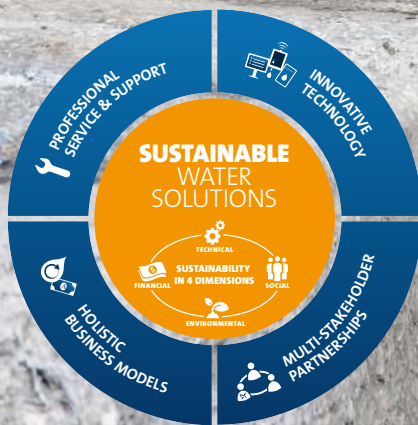 PROFESSIONAL
SERVICE & SUPPORT
INNOVATIVE
TECHNOLOGY
SUSTAINABLE
WATER
SOLUTIONS
TECHNICAL
SUSTAINABILITY
IN 4 DIMENSIONS
FINANCIAL
SOCIAL
ENVIRONMENTAL
HOLISTIC
BUSINESS MODELS
MULTI-STAKEHOLDER
PARTNERSHIPS